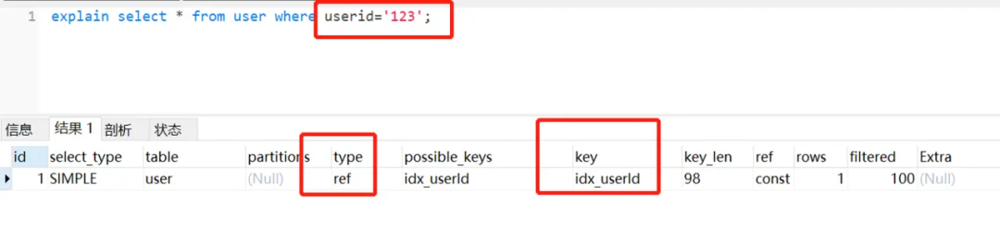 1 explain select * from user where userid='123';
信息 结果 1 剖析 状态
id select_type table partitions type possible_keys key key_len ref rows filtered Extra
1 SIMPLE user (Null) ref idx_userId idx_userId 98 const 1 100 (Null)